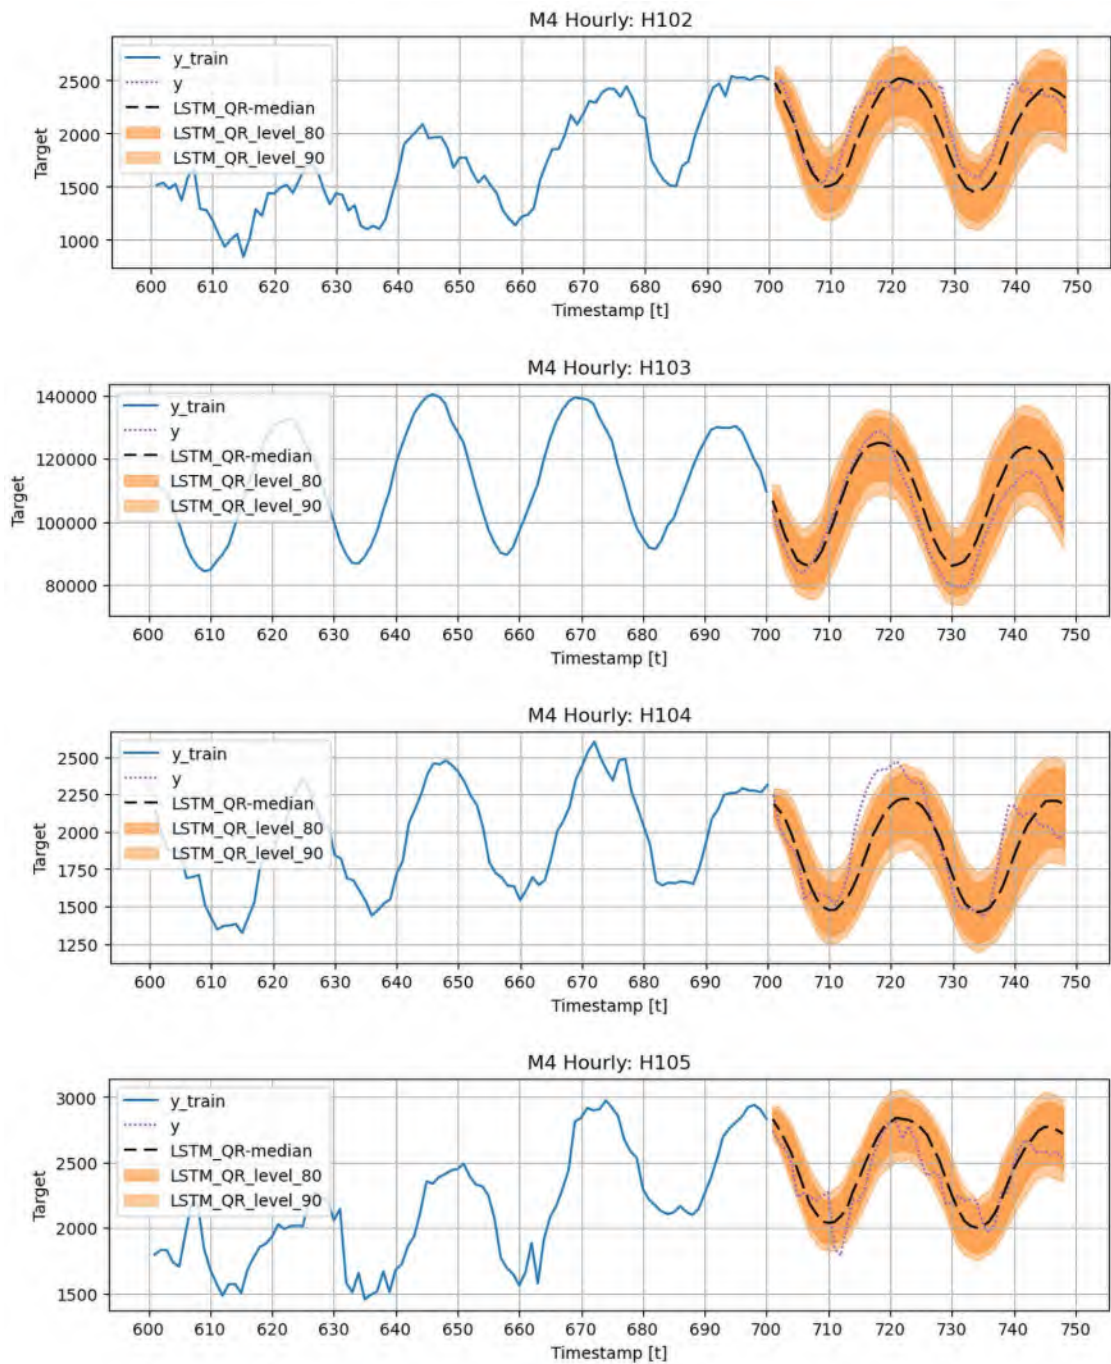 M4 Hourly: H102
y_train
y
LSTM_QR-median
LSTM_QR_level_80
LSTM_QR_level_90
Target
2500
2000
1500
1000
600 610 620 630 640 650 660 670 680 690 700 710 720 730 740 750
Timestamp [t]
M4 Hourly: H103
y_train
y
LSTM_QR-median
LSTM_QR_level_80
LSTM_QR_level_90
Target
140000
120000
100000
80000
600 610 620 630 640 650 660 670 680 690 700 710 720 730 740 750
Timestamp [t]
M4 Hourly: H104
y_train
y
LSTM_QR-median
LSTM_QR_level_80
LSTM_QR_level_90
Target
2500
2250
2000
1750
1500
1250
600 610 620 630 640 650 660 670 680 690 700 710 720 730 740 750
Timestamp [t]
M4 Hourly: H105
y_train
y
LSTM_QR-median
LSTM_QR_level_80
LSTM_QR_level_90
Target
3000
2500
2000
1500
600 610 620 630 640 650 660 670 680 690 700 710 720 730 740 750
Timestamp [t]